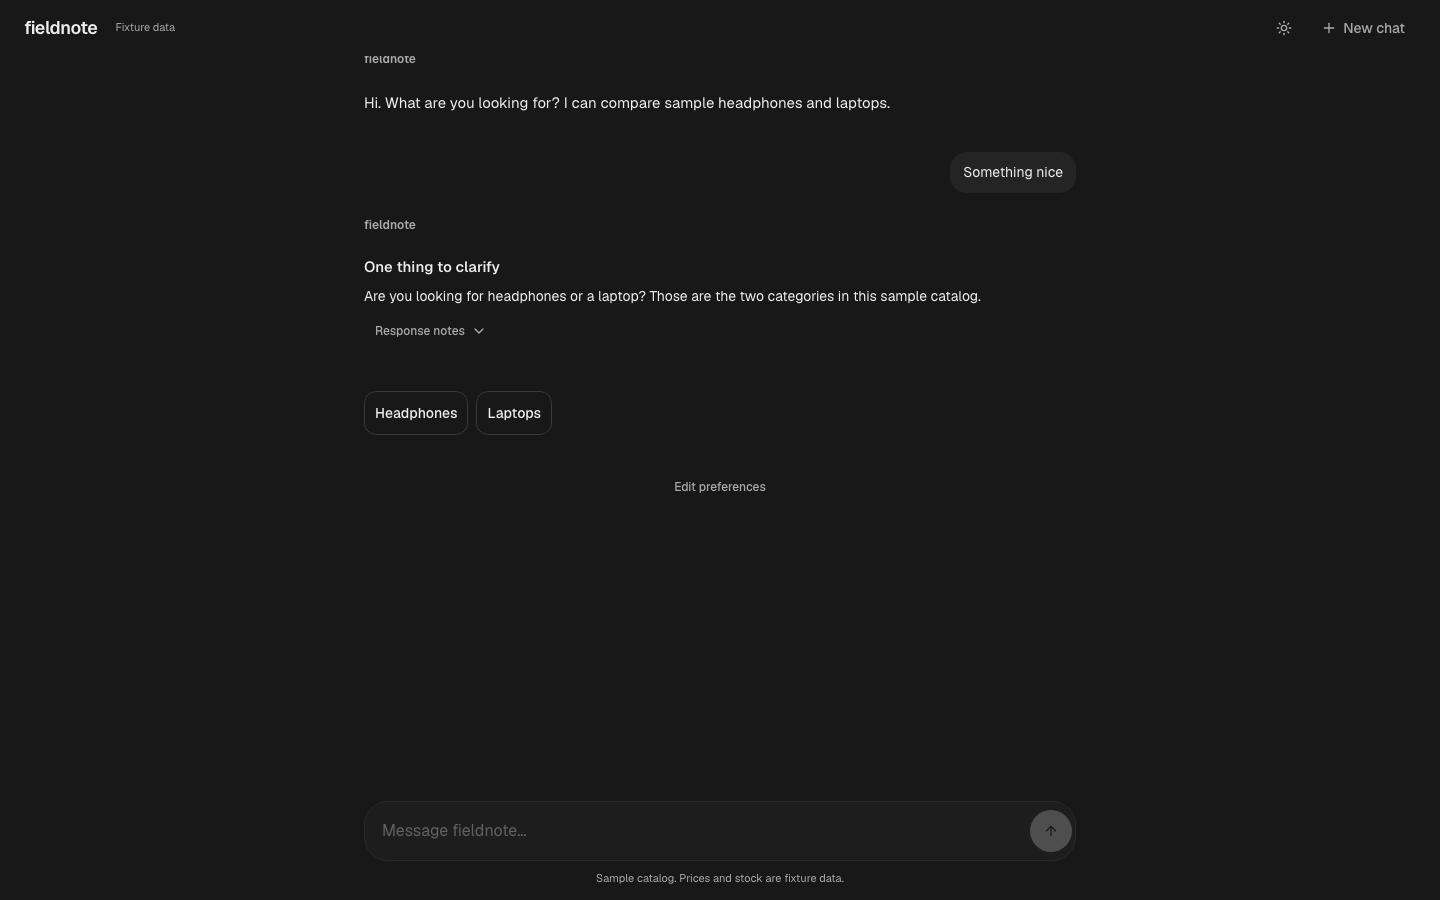 fieldnote
Fixture data
New chat
fieldnote
Hi. What are you looking for? I can compare sample headphones and laptops.
Something nice
fieldnote
One thing to clarify
Are you looking for headphones or a laptop? Those are the two categories in this sample catalog.
Response notes
Headphones
Laptops
Edit preferences
Message fieldnote...
Sample catalog. Prices and stock are fixture data.